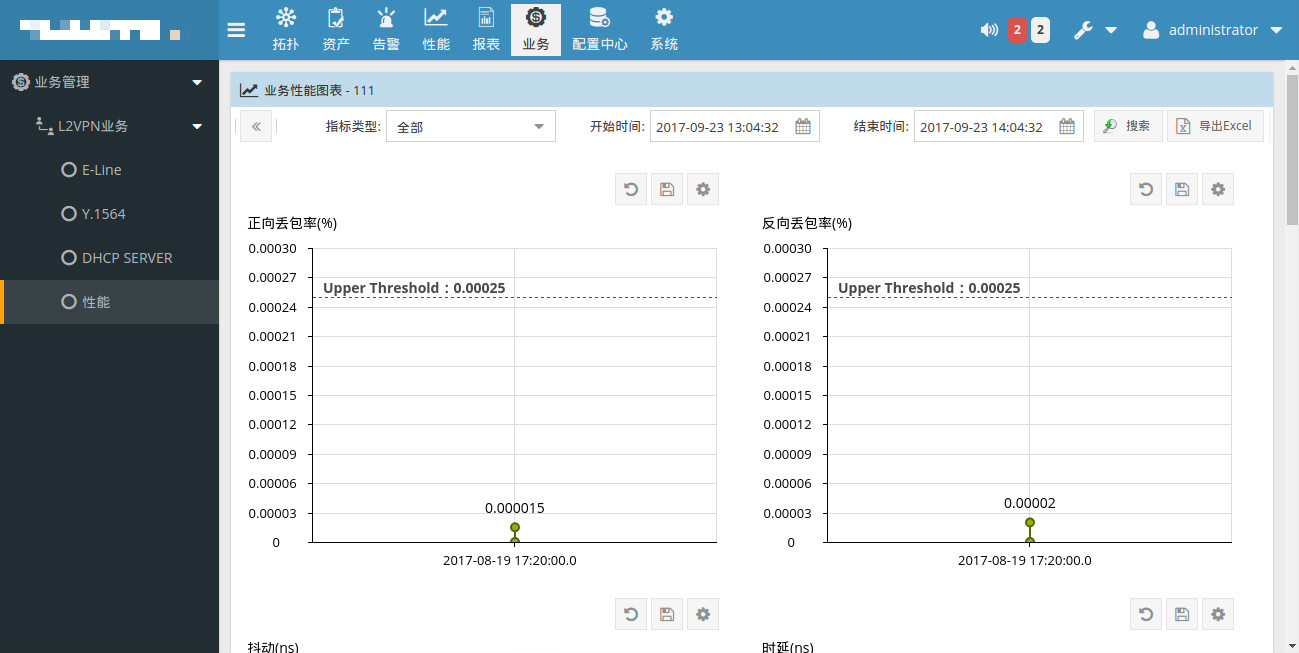 拓扑 资产 告警 性能 报表 业务 配置中心 系统 2 2 administrator
业务管理
L2VPN业务
E-Line
Y.1564
DHCP SERVER
性能
业务性能图表 - 111
指标类型: 全部 开始时间: 2017-09-23 13:04:32 结束时间: 2017-09-23 14:04:32 搜索 导出Excel
正向丢包率(%)
0.00030
0.00027
Upper Threshold：0.00025
0.00024
0.00021
0.00018
0.00015
0.00012
0.00009
0.00006
0.000015
0.00003
0
2017-08-19 17:20:00.0
反向丢包率(%)
0.00030
0.00027
Upper Threshold：0.00025
0.00024
0.00021
0.00018
0.00015
0.00012
0.00009
0.00006
0.00002
0.00003
0
2017-08-19 17:20:00.0
抖动(ns)
时延(ns)